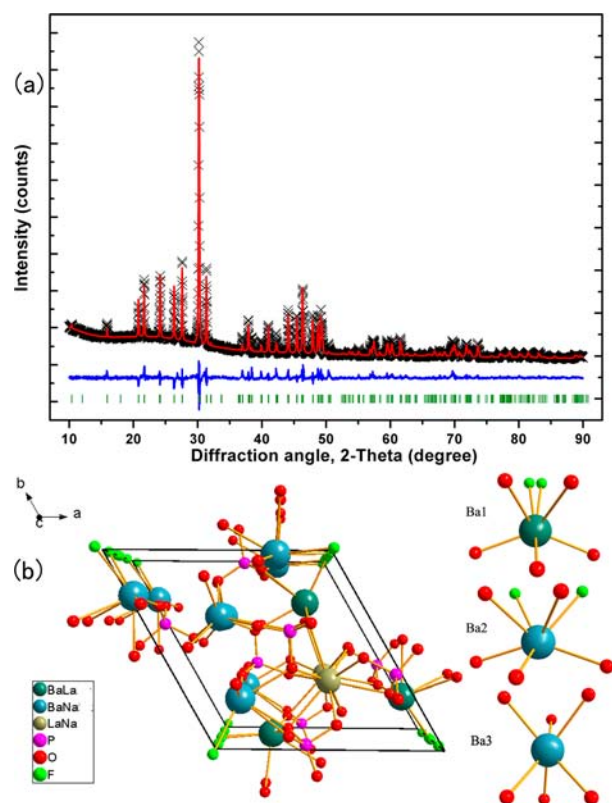 (a)
Intensity (counts)
10 20 30 40 50 60 70 80 90
Diffraction angle, 2-Theta (degree)
b
c a
(b)
Ba1
Ba2
Ba3
BaLa
BaNa
LaNa
P
O
F